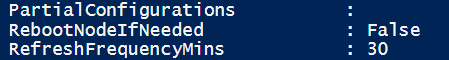 PartialConfigurations :
RebootNodeIfNeeded : False
RefreshFrequencyMins : 30